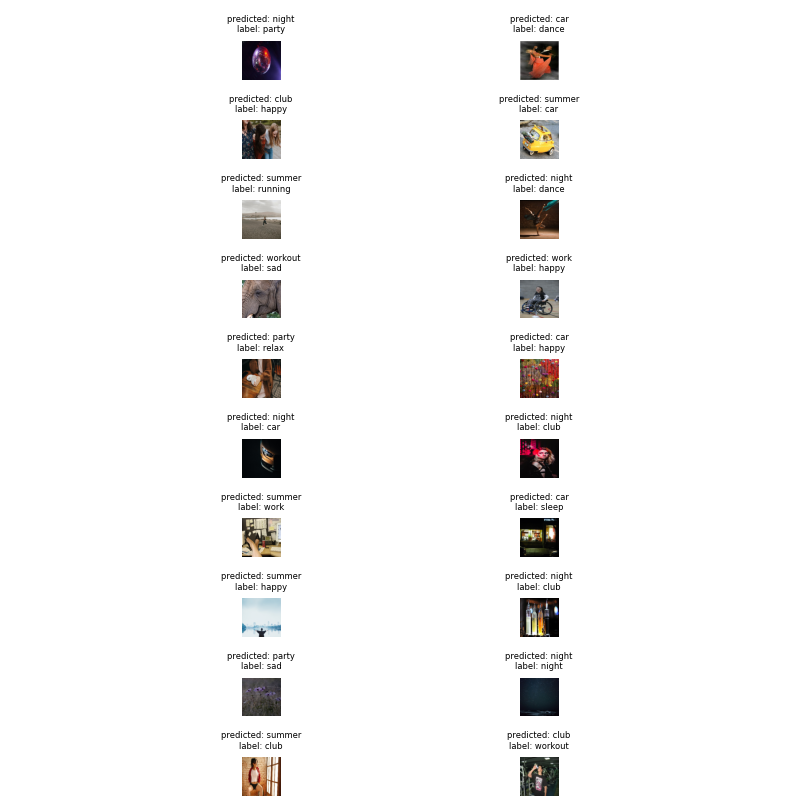 predicted: night
label: party
predicted: car
label: dance
predicted: club
label: happy
predicted: summer
label: car
predicted: summer
label: running
predicted: night
label: dance
predicted: workout
label: sad
predicted: work
label: happy
predicted: party
label: relax
predicted: car
label: happy
predicted: night
label: car
predicted: night
label: club
predicted: summer
label: work
predicted: car
label: sleep
predicted: summer
label: happy
predicted: night
label: club
predicted: party
label: sad
predicted: night
label: night
predicted: summer
label: club
predicted: club
label: workout